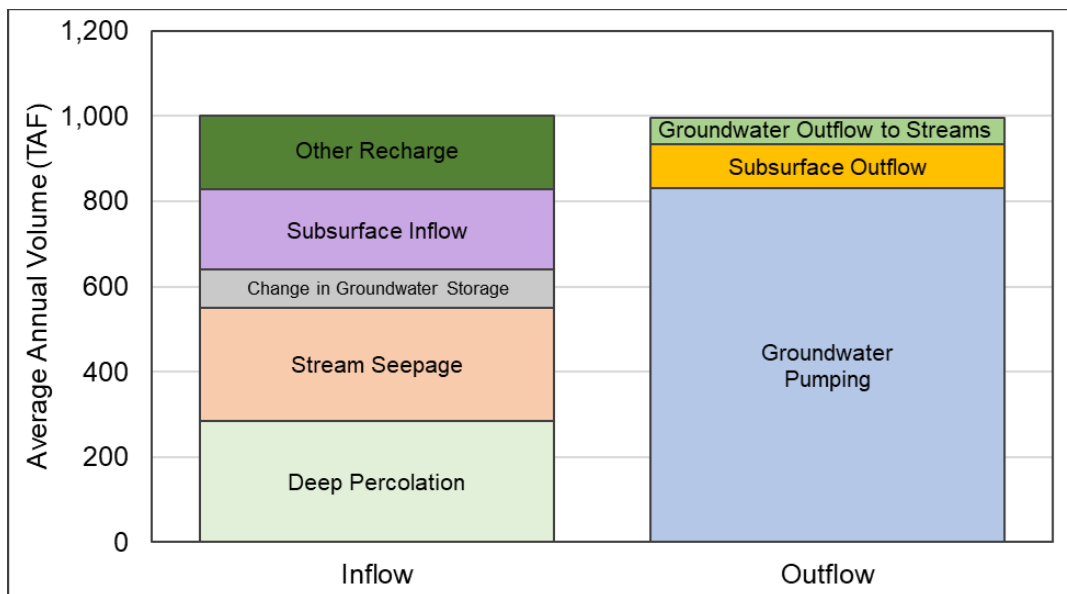 Average Annual Volume (TAF)
1,200
1,000
800
600
400
200
0
Other Recharge
Subsurface Inflow
Change in Groundwater Storage
Stream Seepage
Deep Percolation
Groundwater Outflow to Streams
Subsurface Outflow
Groundwater
Pumping
Inflow
Outflow